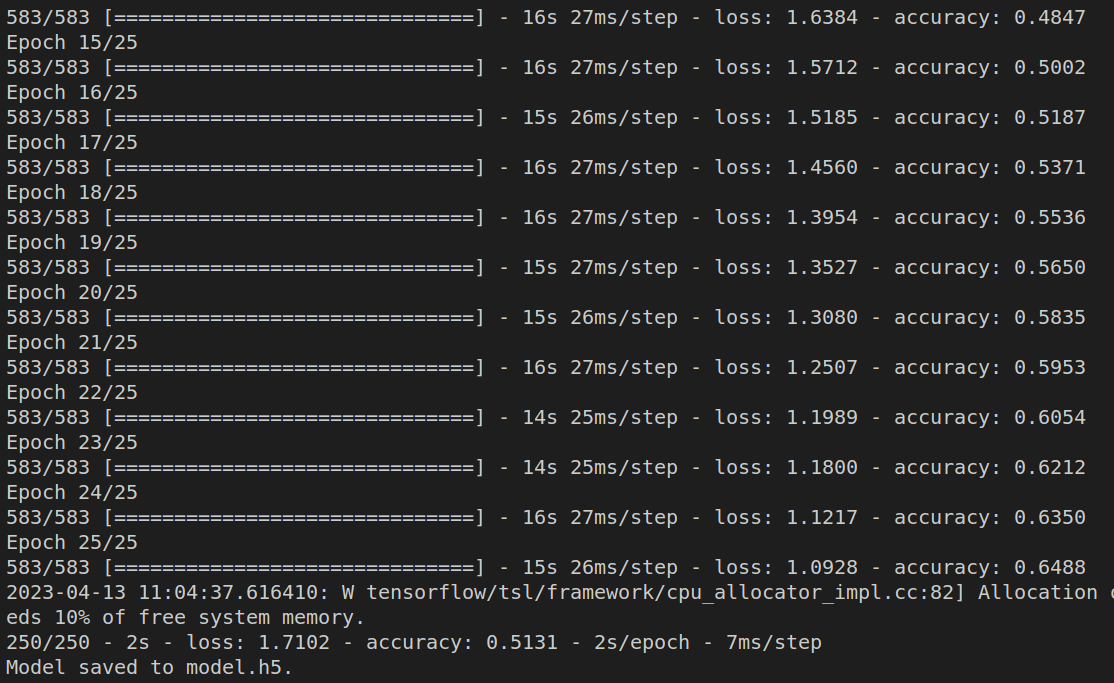 583/583 [==============================] - 16s 27ms/step - loss: 1.6384 - accuracy: 0.4847
Epoch 15/25
583/583 [==============================] - 16s 27ms/step - loss: 1.5712 - accuracy: 0.5002
Epoch 16/25
583/583 [==============================] - 15s 26ms/step - loss: 1.5185 - accuracy: 0.5187
Epoch 17/25
583/583 [==============================] - 16s 27ms/step - loss: 1.4560 - accuracy: 0.5371
Epoch 18/25
583/583 [==============================] - 16s 27ms/step - loss: 1.3954 - accuracy: 0.5536
Epoch 19/25
583/583 [==============================] - 15s 27ms/step - loss: 1.3527 - accuracy: 0.5650
Epoch 20/25
583/583 [==============================] - 15s 26ms/step - loss: 1.3080 - accuracy: 0.5835
Epoch 21/25
583/583 [==============================] - 16s 27ms/step - loss: 1.2507 - accuracy: 0.5953
Epoch 22/25
583/583 [==============================] - 14s 25ms/step - loss: 1.1989 - accuracy: 0.6054
Epoch 23/25
583/583 [==============================] - 14s 25ms/step - loss: 1.1800 - accuracy: 0.6212
Epoch 24/25
583/583 [==============================] - 16s 27ms/step - loss: 1.1217 - accuracy: 0.6350
Epoch 25/25
583/583 [==============================] - 15s 26ms/step - loss: 1.0928 - accuracy: 0.6488
2023-04-13 11:04:37.616410: W tensorflow/tsl/framework/cpu_allocator_impl.cc:82] Allocation
eds 10% of free system memory.
250/250 - 2s - loss: 1.7102 - accuracy: 0.5131 - 2s/epoch - 7ms/step
Model saved to model.h5.